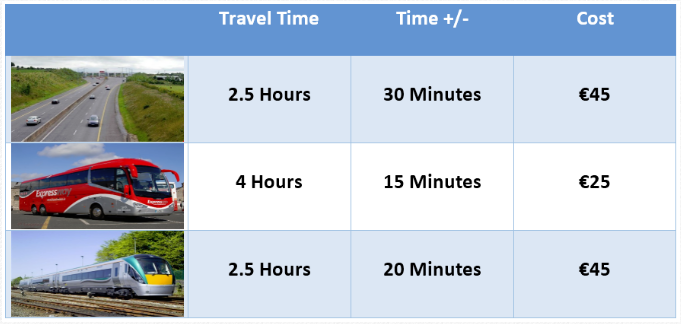 Travel Time Time +/- Cost
2.5 Hours 30 Minutes €45
Expressway
4 Hours 15 Minutes €25
2.5 Hours 20 Minutes €45